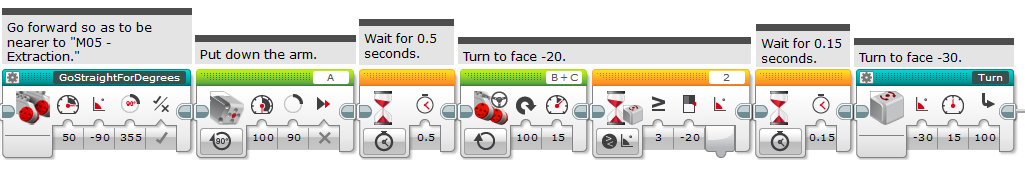 Go forward so as to be
nearer to "M05 -
Extraction."
GoStraightForDegrees
90°
50 -90 355
Put down the arm.
A
90°
100 90
Wait for 0.5
seconds.
0.5
Turn to face -20.
B+C
100 15
2
3 -20
Wait for 0.15
seconds.
0.15
Turn to face -30.
Turn
-30 15 100